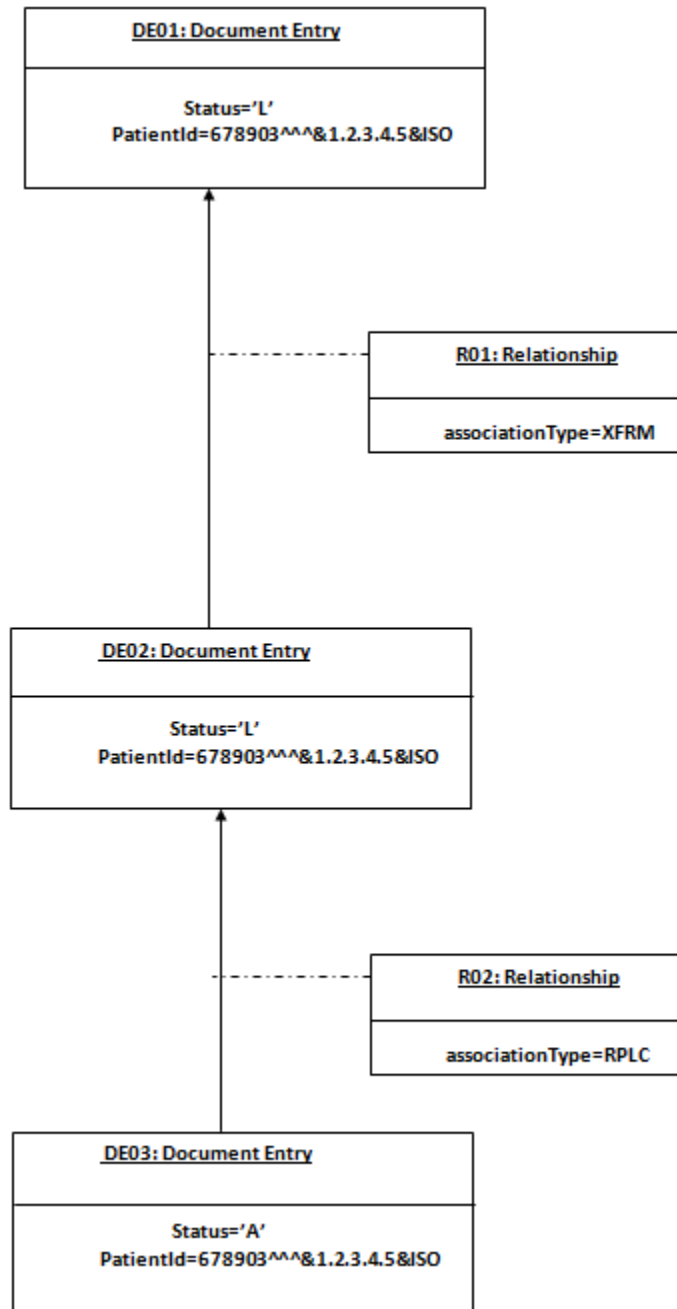 DE01: Document Entry
Status=’L’
PatientId=678903^^^&1.2.3.4.5&ISO
R01: Relationship
associationType=XFRM
DE02: Document Entry
Status=’L’
PatientId=678903^^^&1.2.3.4.5&ISO
R02: Relationship
associationType=RPLC
DE03: Document Entry
Status=’A’
PatientId=678903^^^&1.2.3.4.5&ISO